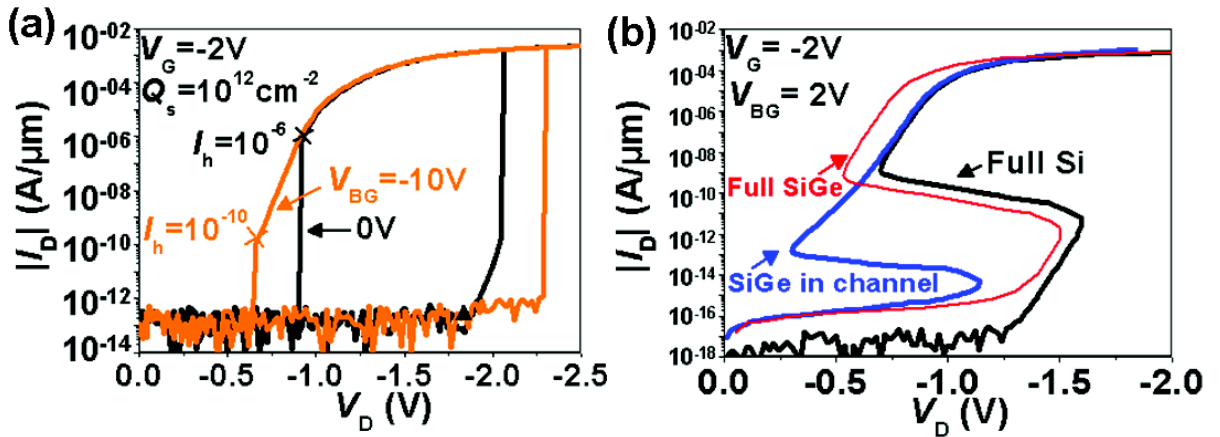 (a)
V_G=-2V
Q_s=10^12cm^-2
I_h=10^-6
V_BG=-10V
I_h=10^-10
0V
|I_D| (A/μm)
10^-02
10^-04
10^-06
10^-08
10^-10
10^-12
10^-14
0.0 -0.5 -1.0 -1.5 -2.0 -2.5
V_D (V)
(b)
V_G=-2V
V_BG= 2V
Full Si
Full SiGe
SiGe in channel
|I_D| (A/μm)
10^-02
10^-04
10^-06
10^-08
10^-10
10^-12
10^-14
10^-16
10^-18
0.0 -0.5 -1.0 -1.5 -2.0
V_D (V)